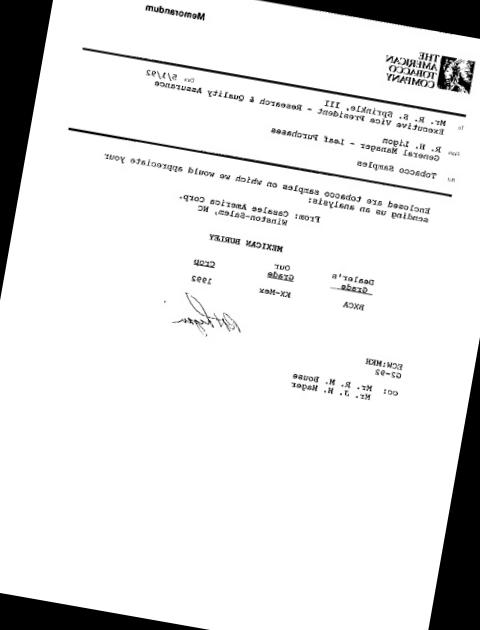 THE
AMERICAN
TOBACCO
COMPANY
Memorandum
To Mr. R. S. Sprinkle, III Date 5/1/92
Executive Vice President - Research & Quality Assurance
From R. H. Ligon
General Manager - Leaf Purchases
Re: Tobacco Samples
Enclosed are tobacco samples on which we would appreciate your
sending us an analysis:
From: Casalee America Corp.
Winston-Salem, NC
MEXICAN BURLEY
Dealer's Our
Grade Grade Crop
BXCA KX-Mex 1992
ECW:MKH
G2-92
cc: Mr. R. M. Bouse
Mr. J. H. Hager